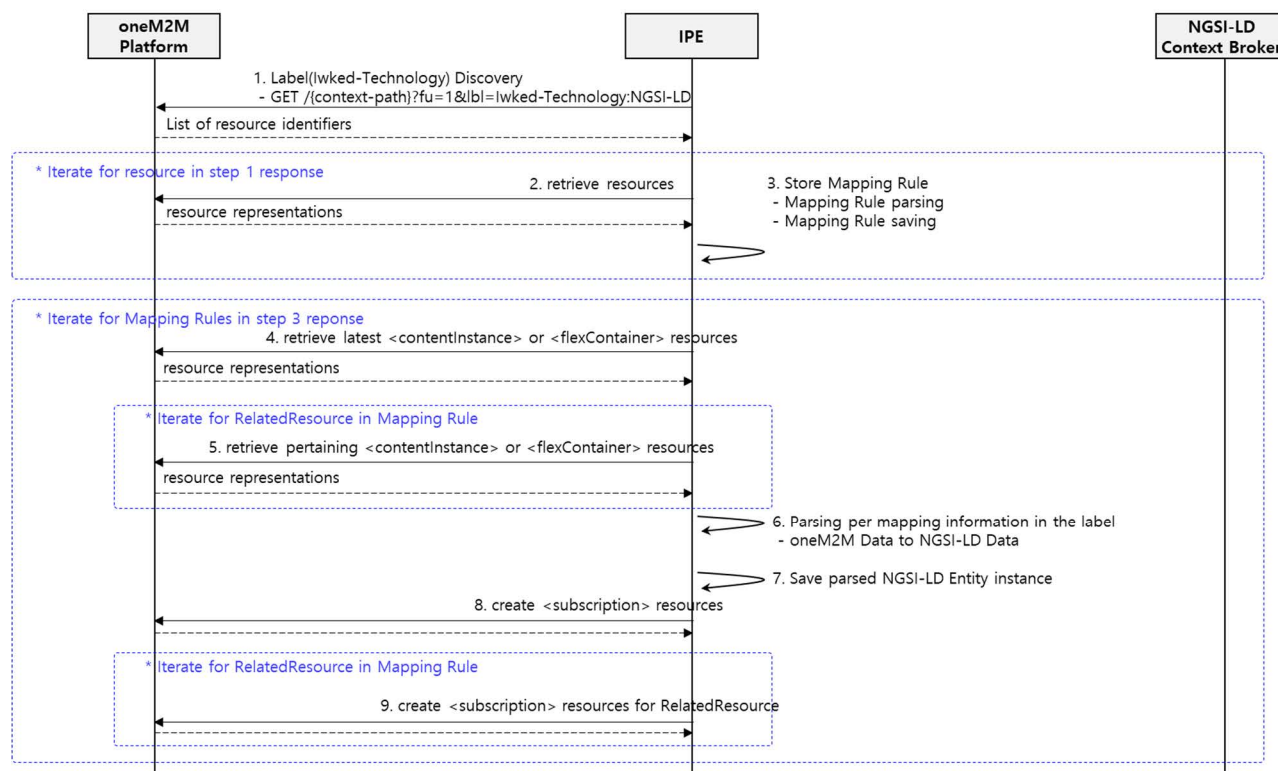 oneM2M
Platform
IPE
NGSI-LD
Context Broker
1. Label(Iwked-Technology) Discovery
- GET /{context-path}?fu=1&lbl=Iwked-Technology:NGSI-LD
List of resource identifiers
* Iterate for resource in step 1 response
2. retrieve resources
resource representations
3. Store Mapping Rule
- Mapping Rule parsing
- Mapping Rule saving
* Iterate for Mapping Rules in step 3 reponse
4. retrieve latest <contentInstance> or <flexContainer> resources
resource representations
* Iterate for RelatedResource in Mapping Rule
5. retrieve pertaining <contentInstance> or <flexContainer> resources
resource representations
6. Parsing per mapping information in the label
- oneM2M Data to NGSI-LD Data
7. Save parsed NGSI-LD Entity instance
8. create <subscription> resources
* Iterate for RelatedResource in Mapping Rule
9. create <subscription> resources for RelatedResource